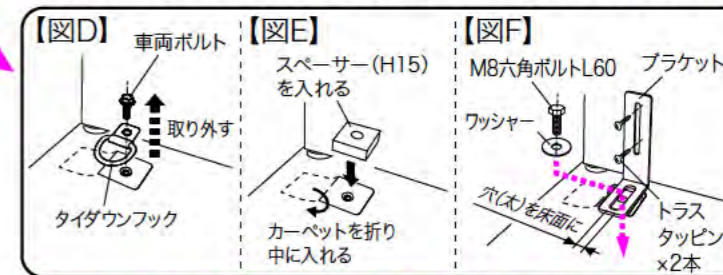 【図D】
車両ボルト
取り外す
タイダウンフック
【図E】
スペーサー(H15)
を入れる
カーペットを折り
中に入れる
【図F】
M8六角ボルトL60
ブラケット
ワッシャー
穴(太)を床面に
トラス
タッピン
×2本